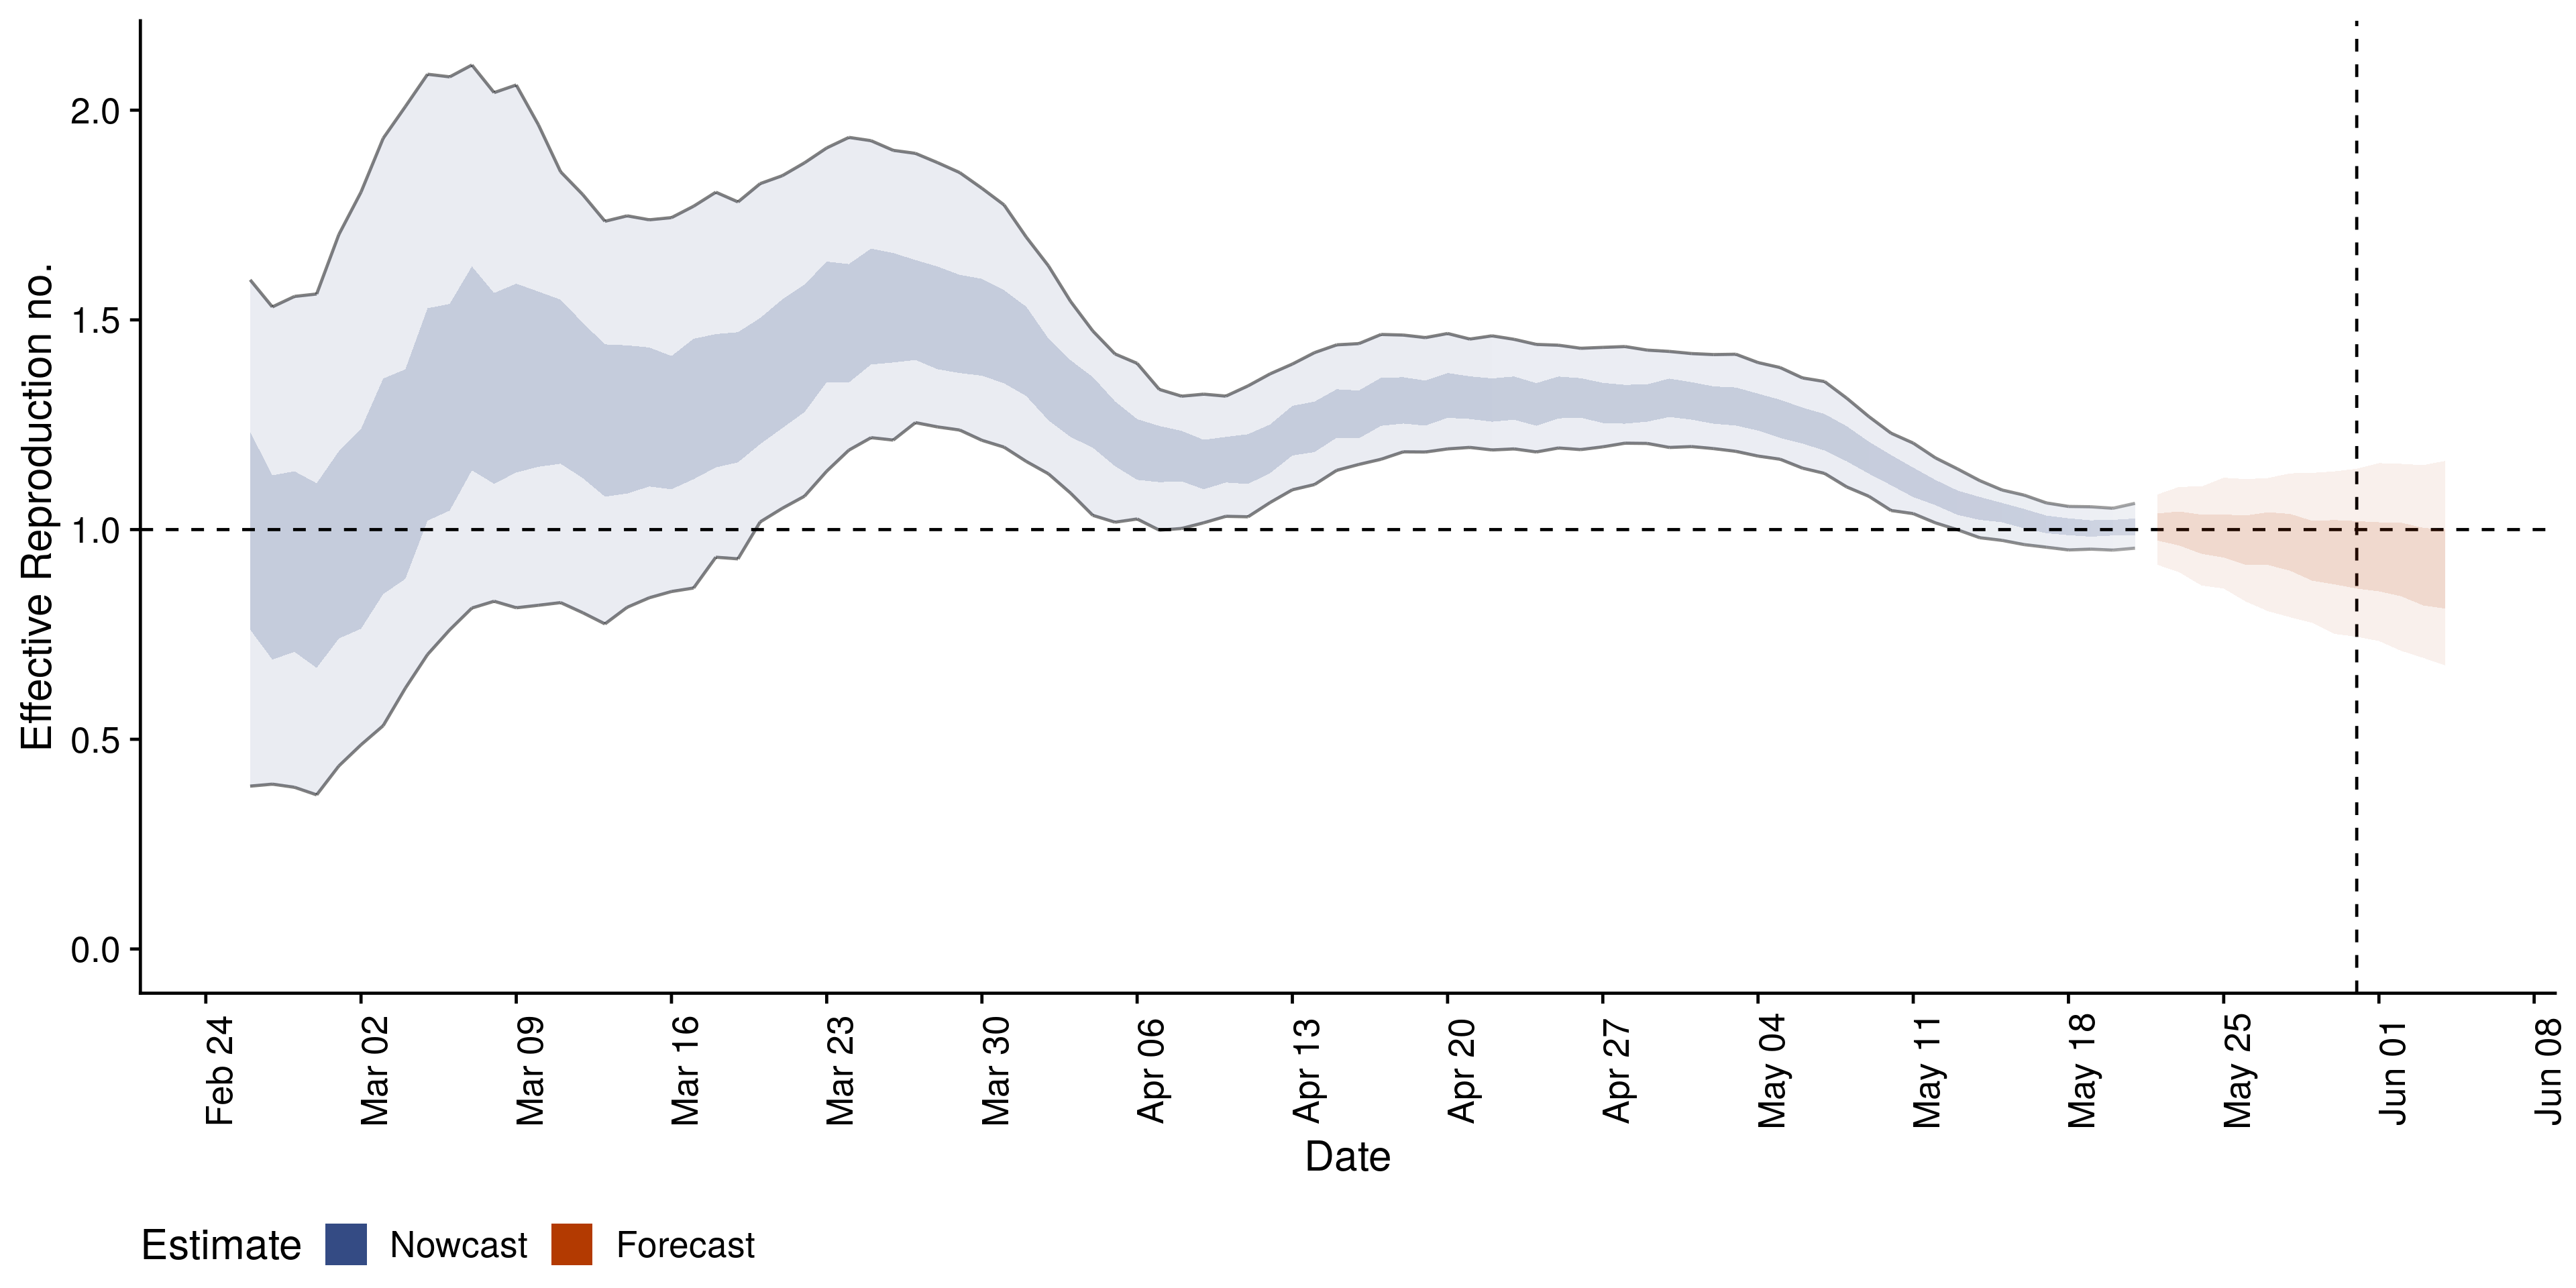 Effective Reproduction no.
2.0
1.5
1.0
0.5
0.0
Feb 24
Mar 02
Mar 09
Mar 16
Mar 23
Mar 30
Apr 06
Apr 13
Apr 20
Apr 27
May 04
May 11
May 18
May 25
Jun 01
Jun 08
Date
Estimate Nowcast Forecast